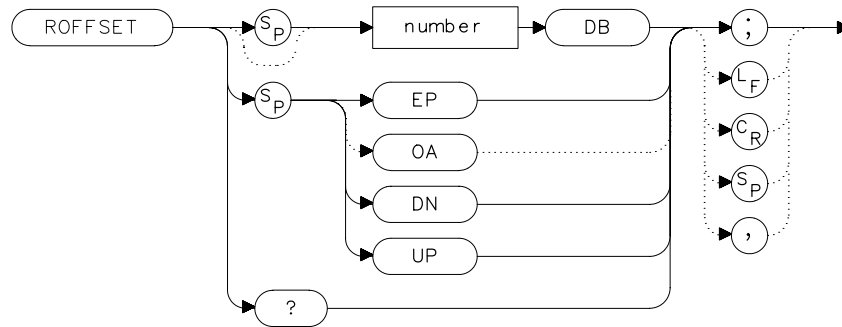 ROFFSET SP number DB ;
LF
SP EP
OA CR
DN SP
UP ,
?